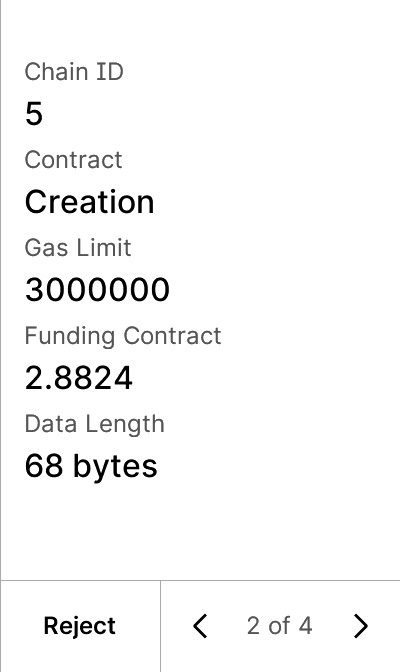 Chain ID
5
Contract
Creation
Gas Limit
3000000
Funding Contract
2.8824
Data Length
68 bytes
Reject
2 of 4